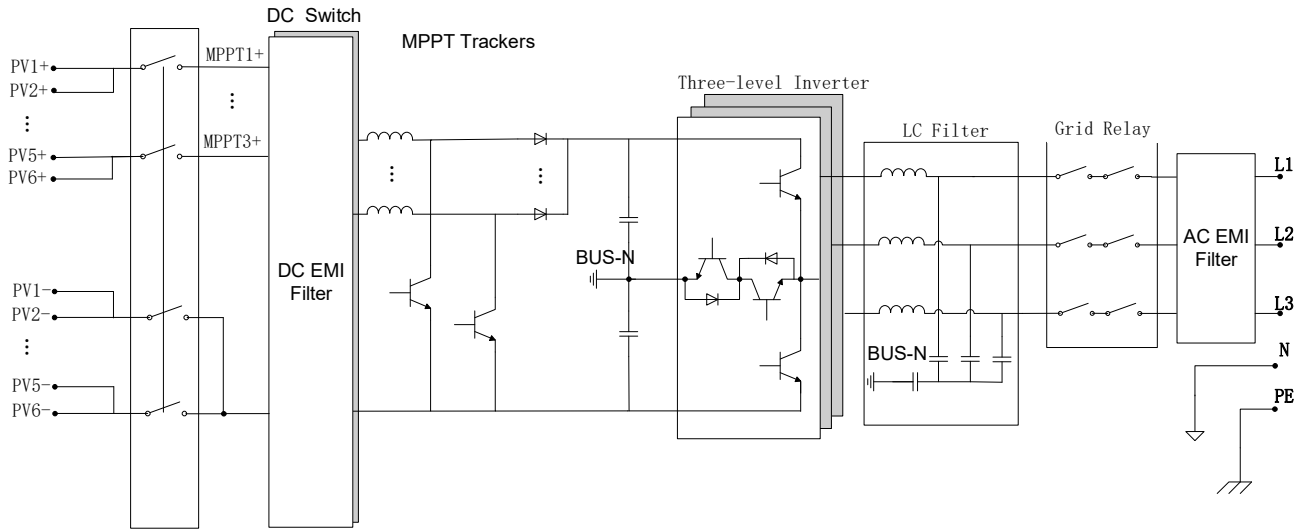 DC Switch
MPPT Trackers
PV1+
PV2+
PV5+
PV6+
PV1-
PV2-
PV5-
PV6-
MPPT1+
MPPT3+
DC EMI
Filter
BUS-N
Three-level Inverter
LC Filter
BUS-N
Grid Relay
AC EMI
Filter
L1
L2
L3
N
PE